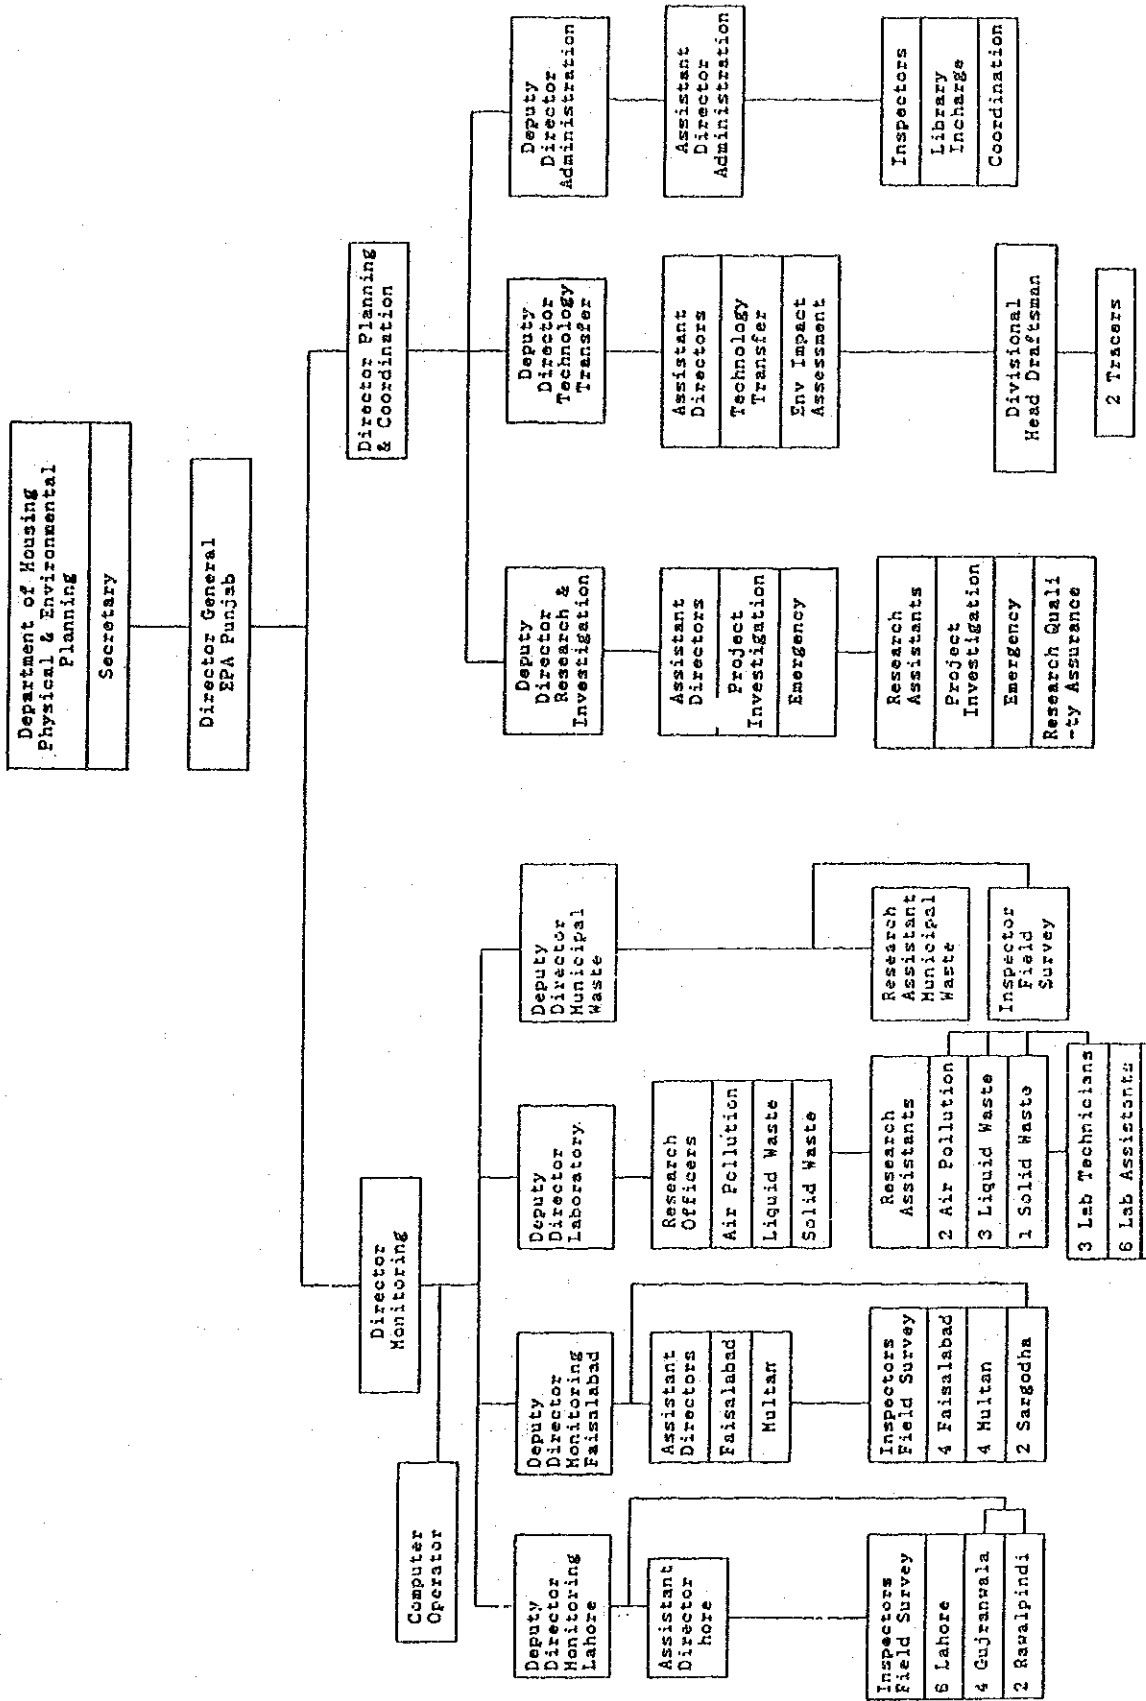 Department of Housing
Physical & Environmental
Planning
Secretary
Director General
EPA Punjab
Director
Monitoring
Director Planning
& Coordination
Computer
Operator
Deputy
Director
Monitoring
Lahore
Deputy
Director
Monitoring
Faisalabad
Deputy
Director
Laboratory.
Deputy
Director
Municipal
Waste
Deputy
Director
Research &
Investigation
Deputy
Director
Technology
Transfer
Deputy
Director
Administration
Assistant
Director
hore
Assistant
Directors
Faisalabad
Multan
Research
Officers
Air Pollution
Liquid Waste
Solid Waste
Assistant
Directors
Project
Investigation
Emergency
Assistant
Directors
Technology
Transfer
Env Impact
Assessment
Assistant
Director
Administration
Inspectors
Field Survey
6 Lahore
4 Gujranwala
2 Rawalpindi
Inspectors
Field Survey
4 Faisalabad
4 Multan
2 Sargodha
Research
Assistants
2 Air Pollution
3 Liquid Waste
1 Solid Waste
3 Lab Technicians
6 Lab Assistants
Research
Assistant
Municipal
Waste
Inspector
Field
Survey
Research
Assistants
Project
Investigation
Emergency
Research Quali
-ty Assurance
Divisional
Head Draftsman
2 Tracers
Inspectors
Library
Incharge
Coordination